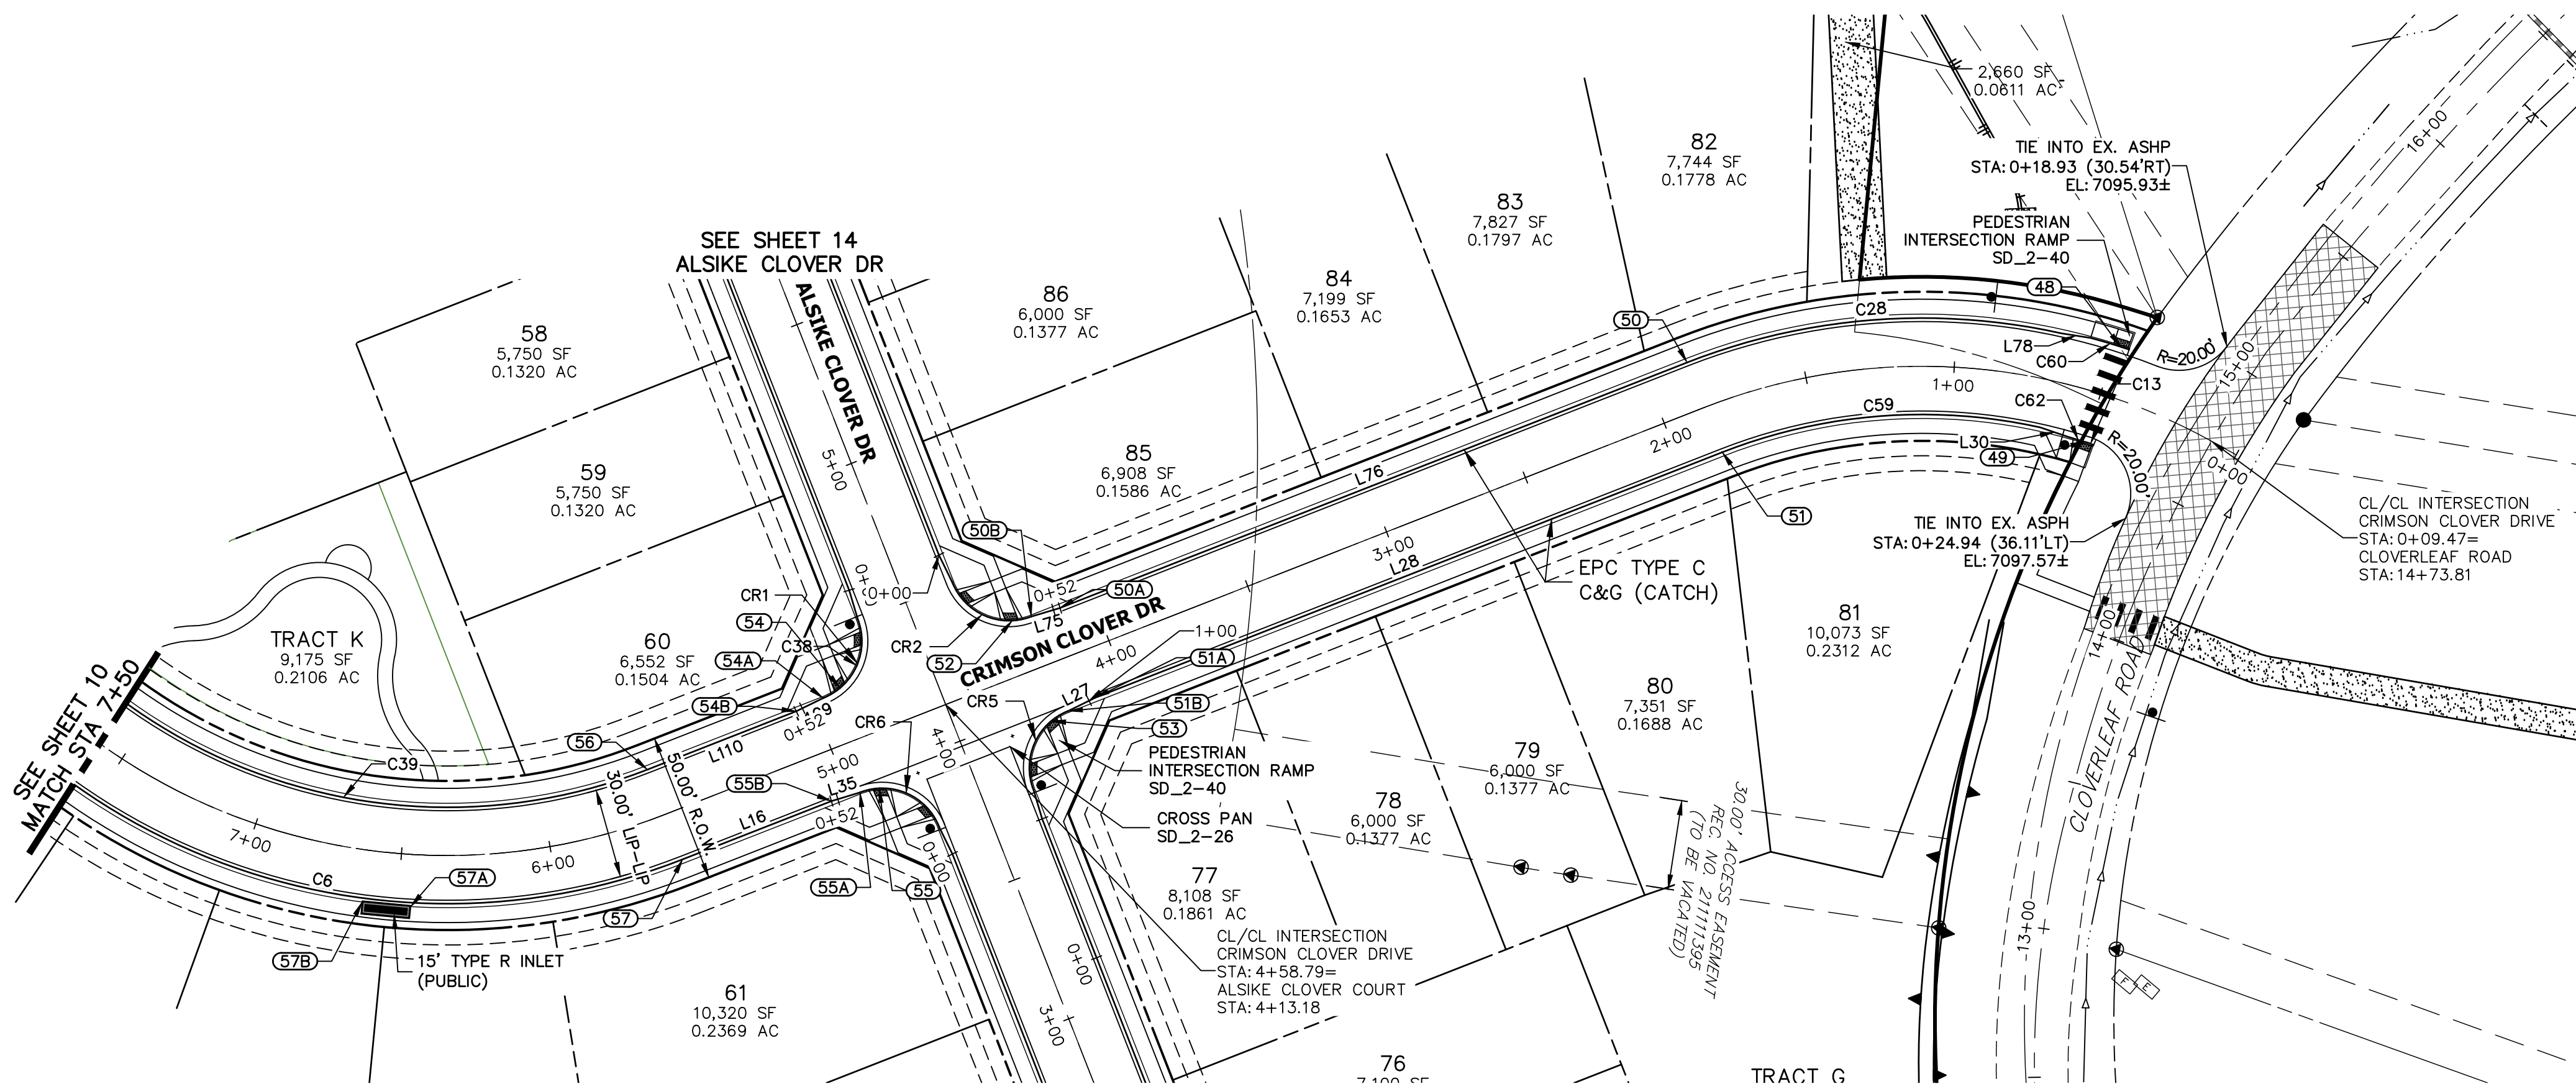 2,660 SF
0.0611 AC
TIE INTO EX. ASHP
STA: 0+18.93 (30.54'RT)
EL: 7095.93±
PEDESTRIAN
INTERSECTION RAMP
SD_2-40
16+00
82
7,744 SF
0.1778 AC
83
7,827 SF
0.1797 AC
84
7,199 SF
0.1653 AC
86
6,000 SF
0.1377 AC
85
6,908 SF
0.1586 AC
SEE SHEET 14
ALSIKE CLOVER DR
ALSIKE CLOVER DR
5+00
58
5,750 SF
0.1320 AC
59
5,750 SF
0.1320 AC
60
6,552 SF
0.1504 AC
TRACT K
9,175 SF
0.2106 AC
SEE SHEET 10
MATCH STA 7+50
48
C28
50
L78
C60
R=20.00'
15+00
C13
1+00
C62
C59
L30
49
R=20.00'
0+00
2+00
L76
51
CL/CL INTERSECTION
CRIMSON CLOVER DRIVE
STA: 0+09.47=
CLOVERLEAF ROAD
STA: 14+73.81
TIE INTO EX. ASPH
STA: 0+24.94 (36.11'LT)
EL: 7097.57±
50B
3+00
L28
EPC TYPE C
C&G (CATCH)
0+00
0+52
50A
CR1
54
C38
54A
54B
0+52
CR2
52
L75
CRIMSON CLOVER DR
4+00
1+00
51A
L27
CR5
51B
53
PEDESTRIAN
INTERSECTION RAMP
SD_2-40
CROSS PAN
SD_2-26
81
10,073 SF
0.2312 AC
80
7,351 SF
0.1688 AC
79
6,000 SF
0.1377 AC
78
6,000 SF
0.1377 AC
77
8,108 SF
0.1861 AC
14+00
CLOVERLEAF ROAD
CR6
4+00
56
L110
C39
5+00
55B
L35
L16
0+52
30.00' LIP-LIP
50.00' R.O.W.
7+00
6+00
C6
57A
57
57B
15' TYPE R INLET
(PUBLIC)
55A
55
0+00
30.00' ACCESS EASEMENT
REC. NO. 211111395
(TO BE VACATED)
CL/CL INTERSECTION
CRIMSON CLOVER DRIVE
STA: 4+58.79=
ALSIKE CLOVER COURT
STA: 4+13.18
0+00
3+00
13+00
F
E
61
10,320 SF
0.2369 AC
76
TRACT G